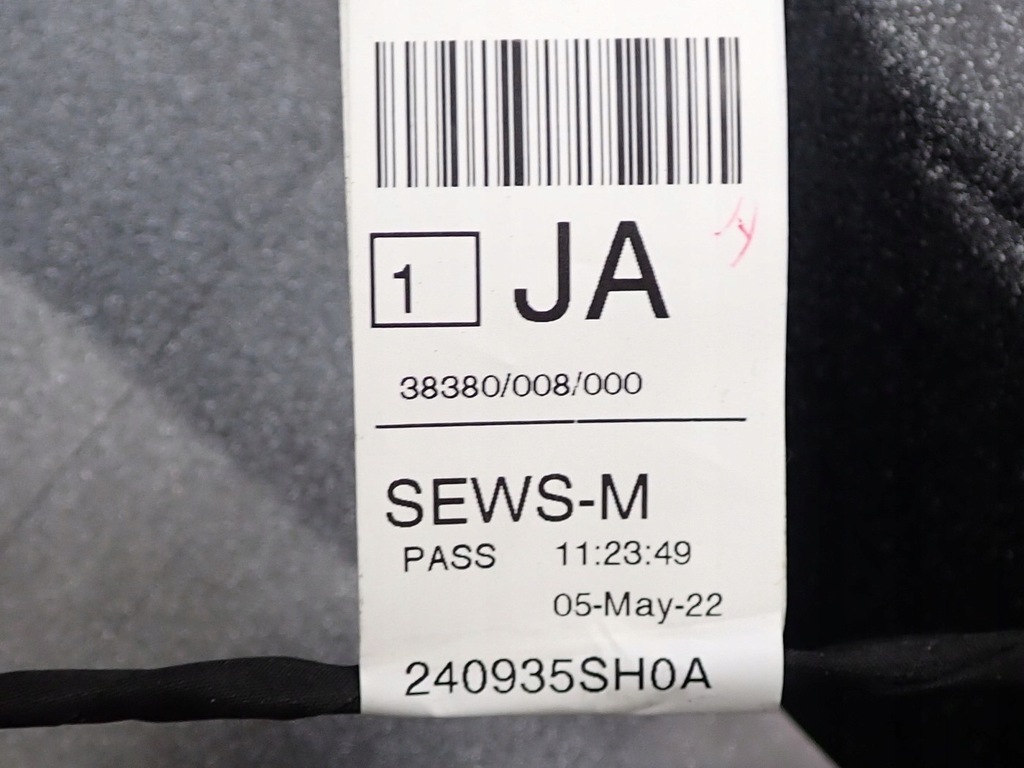 1 JA
38380/008/000
SEWS-M
PASS 11:23:49
05-May-22
240935SH0A